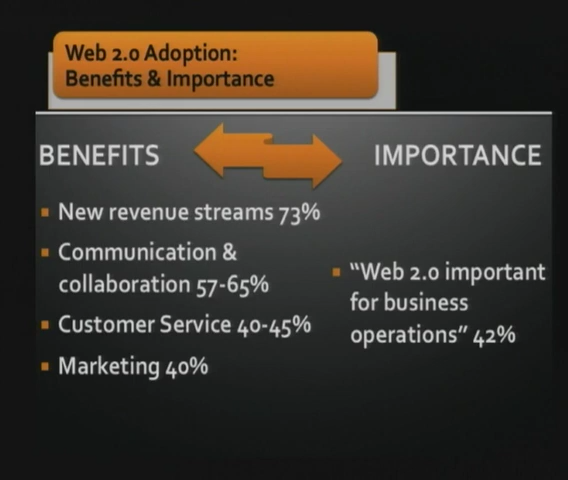 Web 2.0 Adoption:
Benefits & Importance
BENEFITS
▪ New revenue streams 73%
▪ Communication &
collaboration 57-65%
▪ Customer Service 40-45%
▪ Marketing 40%
IMPORTANCE
▪ “Web 2.0 important
for business
operations” 42%